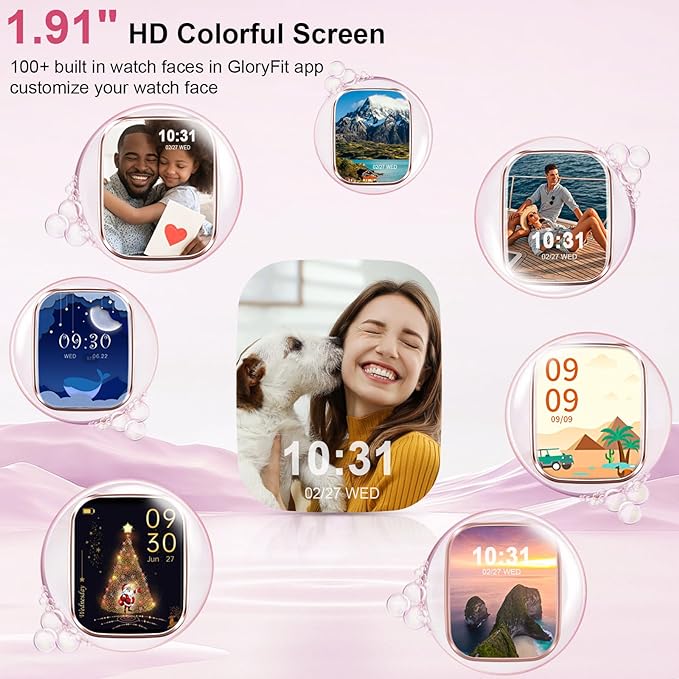 1.91" HD Colorful Screen
100+ built in watch faces in GloryFit app
customize your watch face
10:31
02/27 WED
10:31
02/27 WED
10:31
02/27 WED
09:30
WED 06.22
09
09
09/09
10:31
02/27 WED
09
30
Jun 27
Wednesday
10:31
02/27 WED